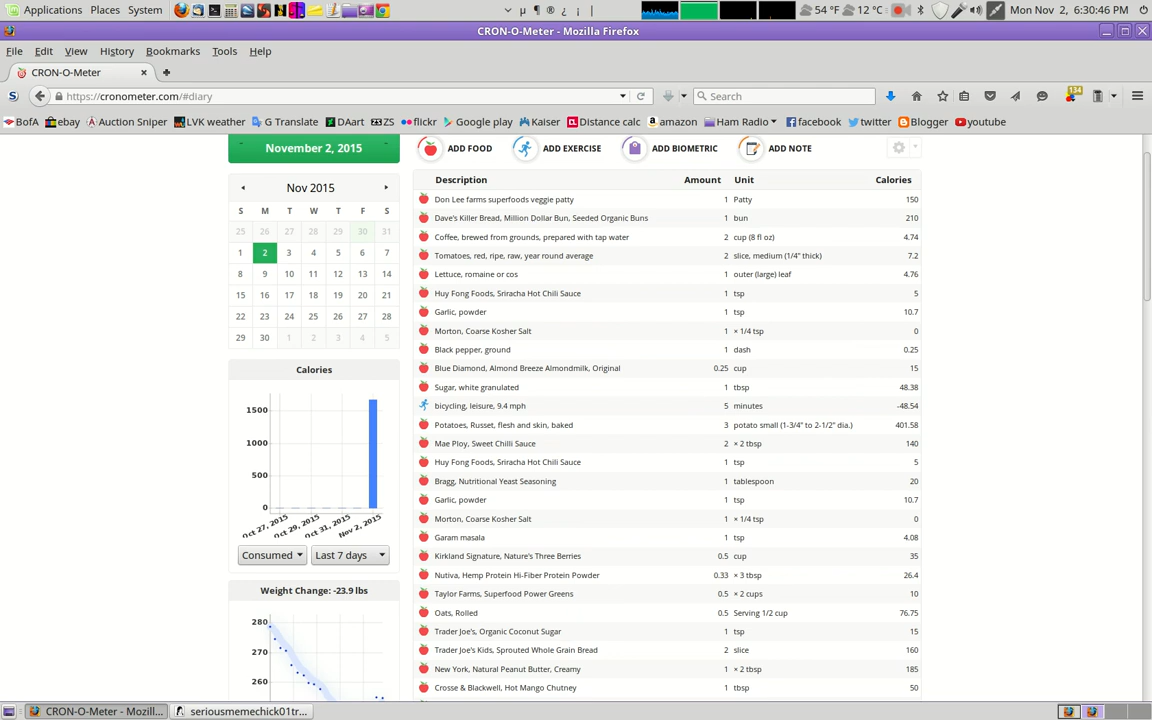 Applications Places System
µ ¶ ® ¿ ¡ |
54 °F 12 °C Mon Nov 2, 6:30:46 PM
CRON-O-Meter - Mozilla Firefox
File Edit View History Bookmarks Tools Help
CRON-O-Meter
https://cronometer.com/#diary
Search
134
BofA ebay Auction Sniper LVK weather G Translate DAart ZS flickr Google play Kaiser Distance calc amazon Ham Radio facebook twitter Blogger youtube
November 2, 2015
ADD FOOD ADD EXERCISE ADD BIOMETRIC ADD NOTE
Nov 2015
S M T W T F S
25 26 27 28 29 30 31
1 2 3 4 5 6 7
8 9 10 11 12 13 14
15 16 17 18 19 20 21
22 23 24 25 26 27 28
29 30 1 2 3 4 5
Calories
1500
1000
500
0
Oct 27, 2015 Oct 29, 2015 Oct 31, 2015 Nov 2, 2015
Consumed Last 7 days
Weight Change: -23.9 lbs
280
270
260
Description Amount Unit Calories
Don Lee farms superfoods veggie patty 1 Patty 150
Dave's Killer Bread, Million Dollar Bun, Seeded Organic Buns 1 bun 210
Coffee, brewed from grounds, prepared with tap water 2 cup (8 fl oz) 4.74
Tomatoes, red, ripe, raw, year round average 2 slice, medium (1/4" thick) 7.2
Lettuce, romaine or cos 1 outer (large) leaf 4.76
Huy Fong Foods, Sriracha Hot Chili Sauce 1 tsp 5
Garlic, powder 1 tsp 10.7
Morton, Coarse Kosher Salt 1 × 1/4 tsp 0
Black pepper, ground 1 dash 0.25
Blue Diamond, Almond Breeze Almondmilk, Original 0.25 cup 15
Sugar, white granulated 1 tbsp 48.38
bicycling, leisure, 9.4 mph 5 minutes -48.54
Potatoes, Russet, flesh and skin, baked 3 potato small (1-3/4" to 2-1/2" dia.) 401.58
Mae Ploy, Sweet Chilli Sauce 2 × 2 tbsp 140
Huy Fong Foods, Sriracha Hot Chili Sauce 1 tsp 5
Bragg, Nutritional Yeast Seasoning 1 tablespoon 20
Garlic, powder 1 tsp 10.7
Morton, Coarse Kosher Salt 1 × 1/4 tsp 0
Garam masala 1 tsp 4.08
Kirkland Signature, Nature's Three Berries 0.5 cup 35
Nutiva, Hemp Protein Hi-Fiber Protein Powder 0.33 × 3 tbsp 26.4
Taylor Farms, Superfood Power Greens 0.5 × 2 cups 10
Oats, Rolled 0.5 Serving 1/2 cup 76.75
Trader Joe's, Organic Coconut Sugar 1 tsp 15
Trader Joe's Kids, Sprouted Whole Grain Bread 2 slice 160
New York, Natural Peanut Butter, Creamy 1 × 2 tbsp 185
Crosse & Blackwell, Hot Mango Chutney 1 tbsp 50
CRON-O-Meter - Mozill... seriousmemechick01tr...